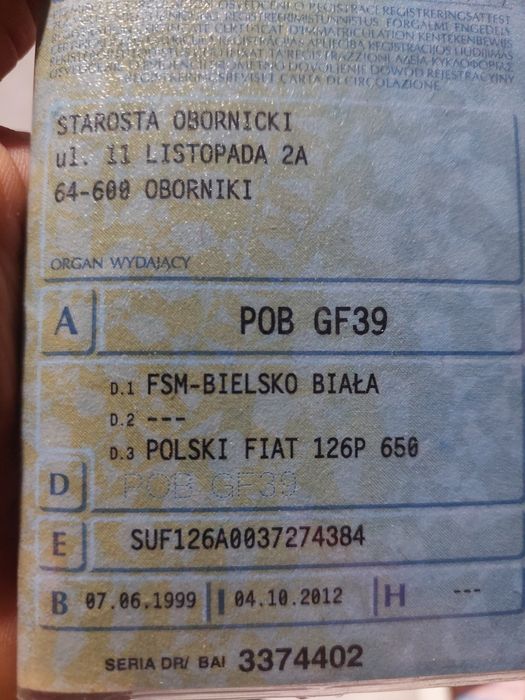 STAROSTA OBORNICKI
ul. 11 LISTOPADA 2A
64-600 OBORNIKI
ORGAN WYDAJĄCY
A POB GF39
D.1 FSM-BIELSKO BIAŁA
D.2 ---
D.3 POLSKI FIAT 126P 650
D POB GF39
E SUF126A0037274384
B 07.06.1999 I 04.10.2012 H ---
SERIA DR/ BAI 3374402